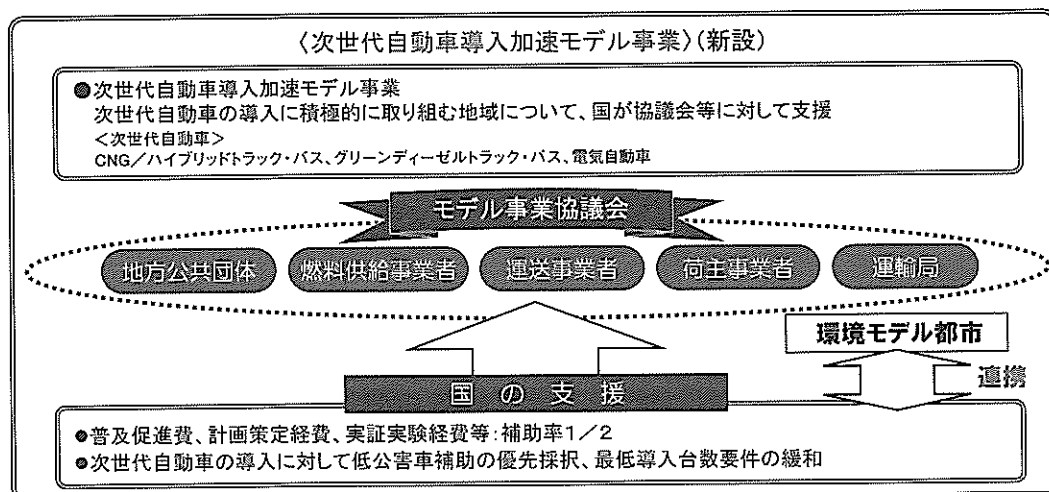 〈次世代自動車導入加速モデル事業〉(新設)
●次世代自動車導入加速モデル事業
次世代自動車の導入に積極的に取り組む地域について、国が協議会等に対して支援
＜次世代自動車＞
CNG／ハイブリッドトラック・バス、グリーンディーゼルトラック・バス、電気自動車
モデル事業協議会
地方公共団体 燃料供給事業者 運送事業者 荷主事業者 運輸局
環境モデル都市
連携
国の支援
●普及促進費、計画策定経費、実証実験経費等：補助率1／2
●次世代自動車の導入に対して低公害車補助の優先採択、最低導入台数要件の緩和